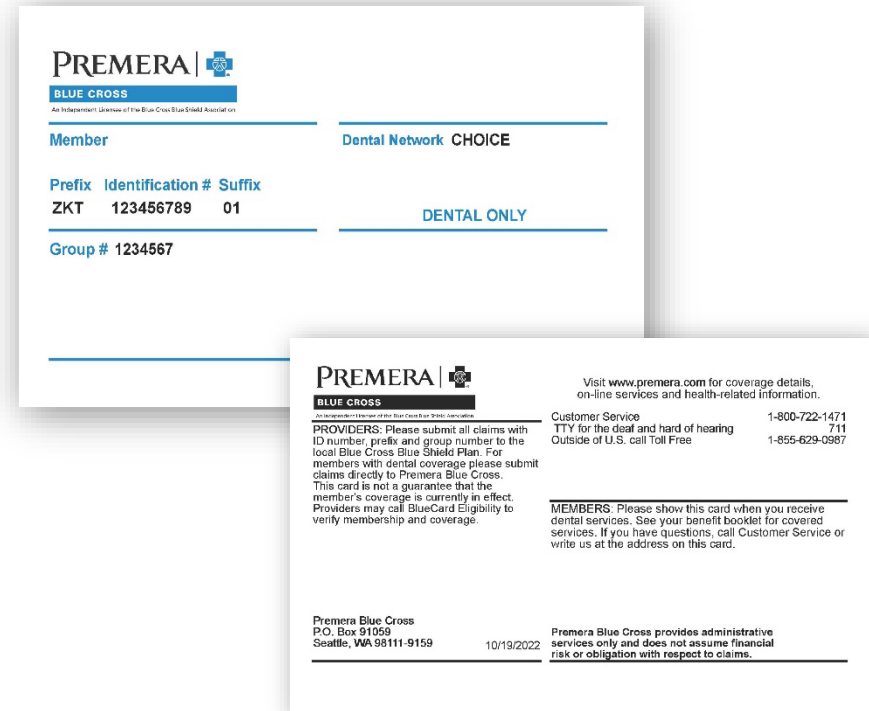 PREMERA
BLUE CROSS
An Independent Licensee of the Blue Cross Blue Shield Association
Member
Dental Network CHOICE
Prefix Identification # Suffix
ZKT 123456789 01
DENTAL ONLY
Group # 1234567
PREMERA
BLUE CROSS
An Independent Licensee of the Blue Cross Blue Shield Association
PROVIDERS: Please submit all claims with
ID number, prefix and group number to the
local Blue Cross Blue Shield Plan. For
members with dental coverage please submit
claims directly to Premera Blue Cross.
This card is not a guarantee that the
member's coverage is currently in effect.
Providers may call BlueCard Eligibility to
verify membership and coverage.
Premera Blue Cross
P.O. Box 91059
Seattle, WA 98111-9159
10/19/2022
Visit www.premera.com for coverage details,
on-line services and health-related information.
Customer Service 1-800-722-1471
TTY for the deaf and hard of hearing 711
Outside of U.S. call Toll Free 1-855-629-0987
MEMBERS: Please show this card when you receive
dental services. See your benefit booklet for covered
services. If you have questions, call Customer Service or
write us at the address on this card.
Premera Blue Cross provides administrative
services only and does not assume financial
risk or obligation with respect to claims.